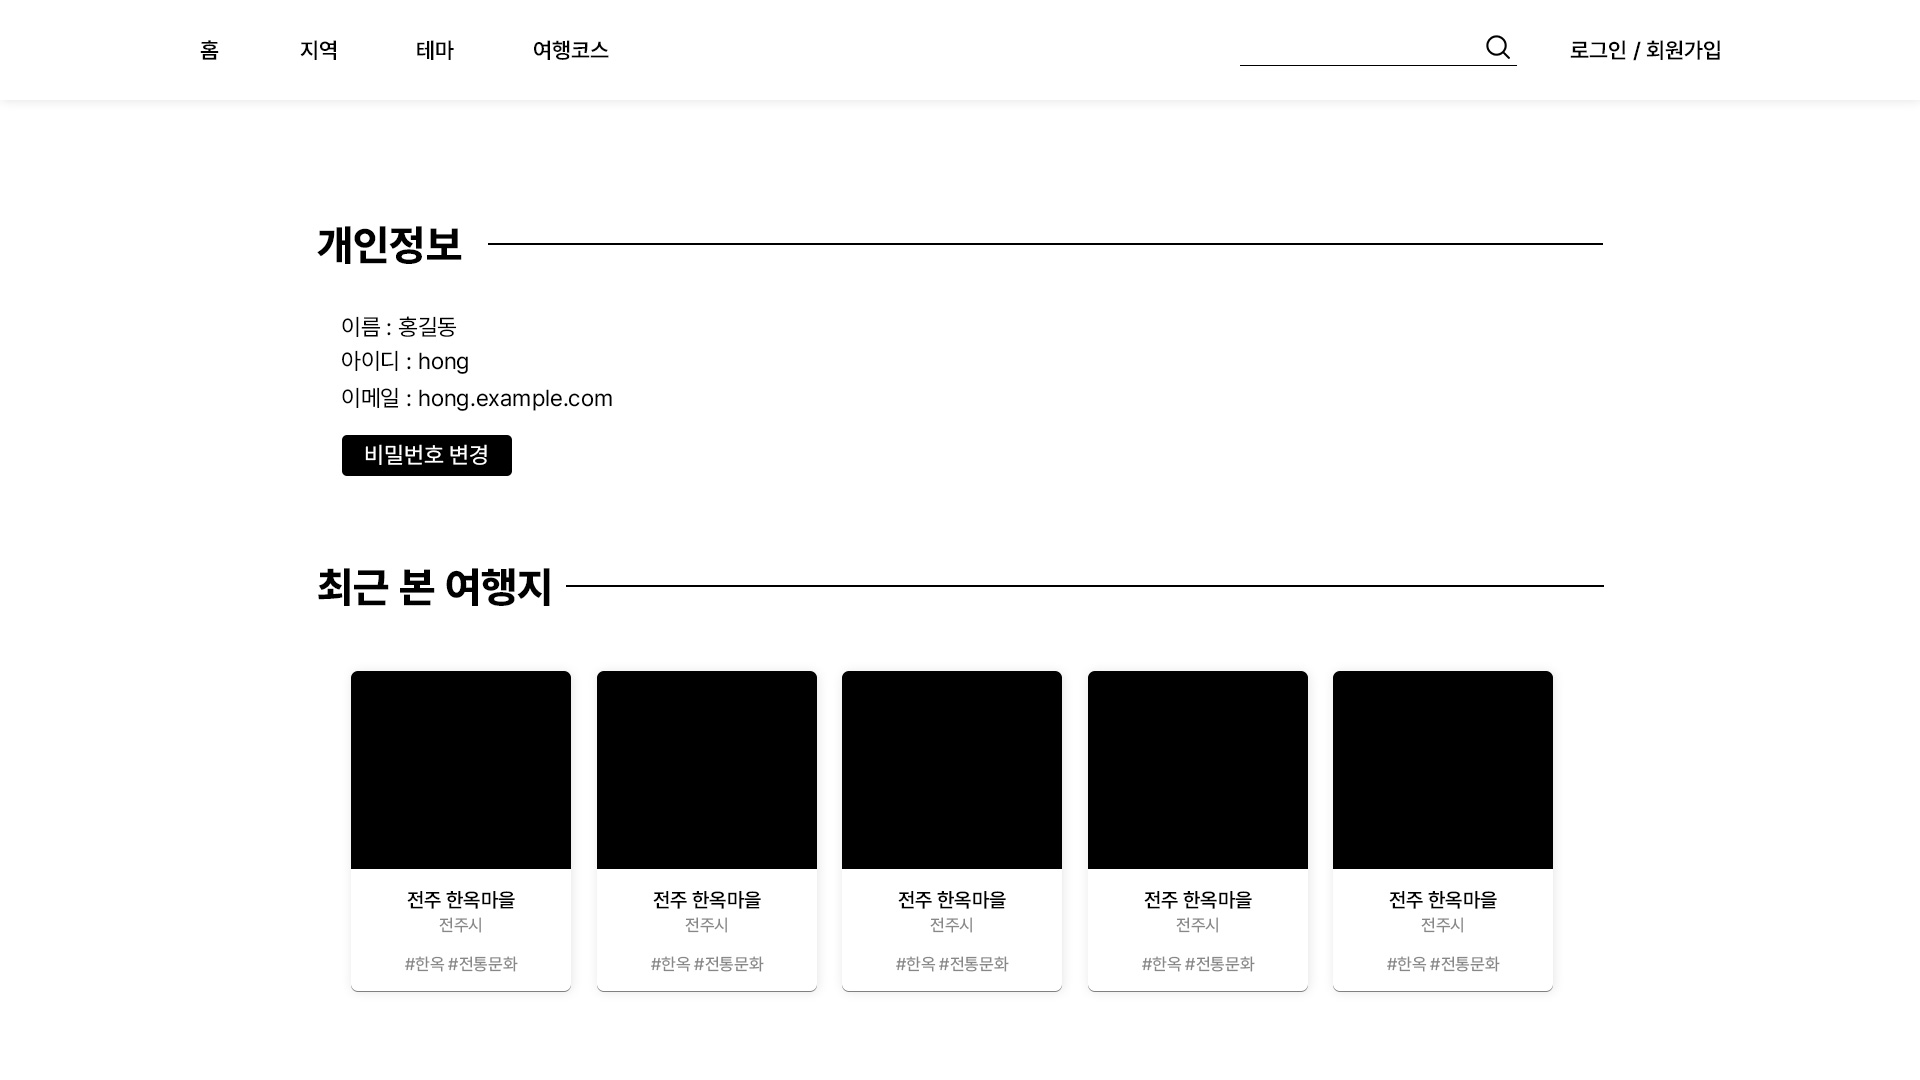 홈 지역 테마 여행코스 로그인 / 회원가입
개인정보
이름 : 홍길동
아이디 : hong
이메일 : hong.example.com
비밀번호 변경
최근 본 여행지
전주 한옥마을
전주시
#한옥 #전통문화
전주 한옥마을
전주시
#한옥 #전통문화
전주 한옥마을
전주시
#한옥 #전통문화
전주 한옥마을
전주시
#한옥 #전통문화
전주 한옥마을
전주시
#한옥 #전통문화